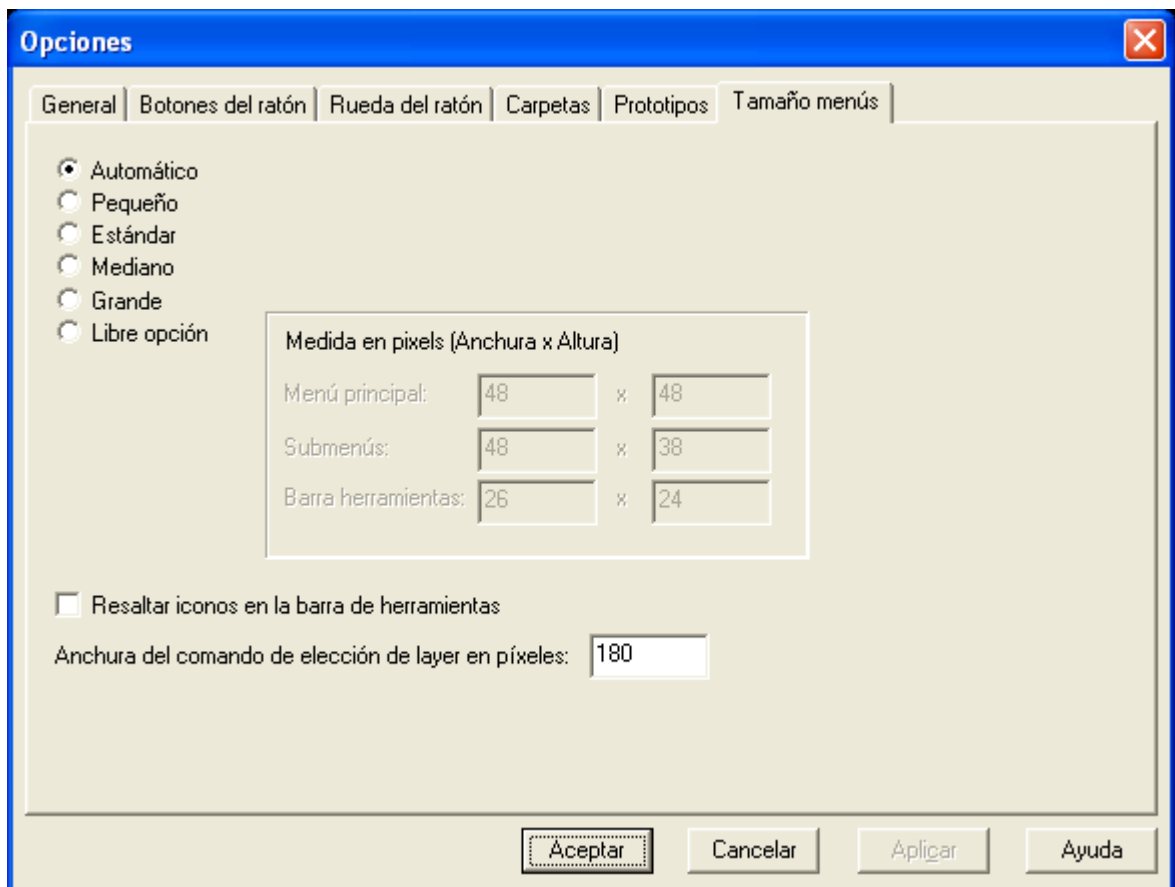 Opciones
General Botones del ratón Rueda del ratón Carpetas Prototipos Tamaño menús
Automático
Pequeño
Estándar
Mediano
Grande
Libre opción
Medida en pixels (Anchura x Altura)
Menú principal: 48 x 48
Submenús: 48 x 38
Barra herramientas: 26 x 24
Resaltar iconos en la barra de herramientas
Anchura del comando de elección de layer en píxeles: 180
Aceptar Cancelar Aplicar Ayuda